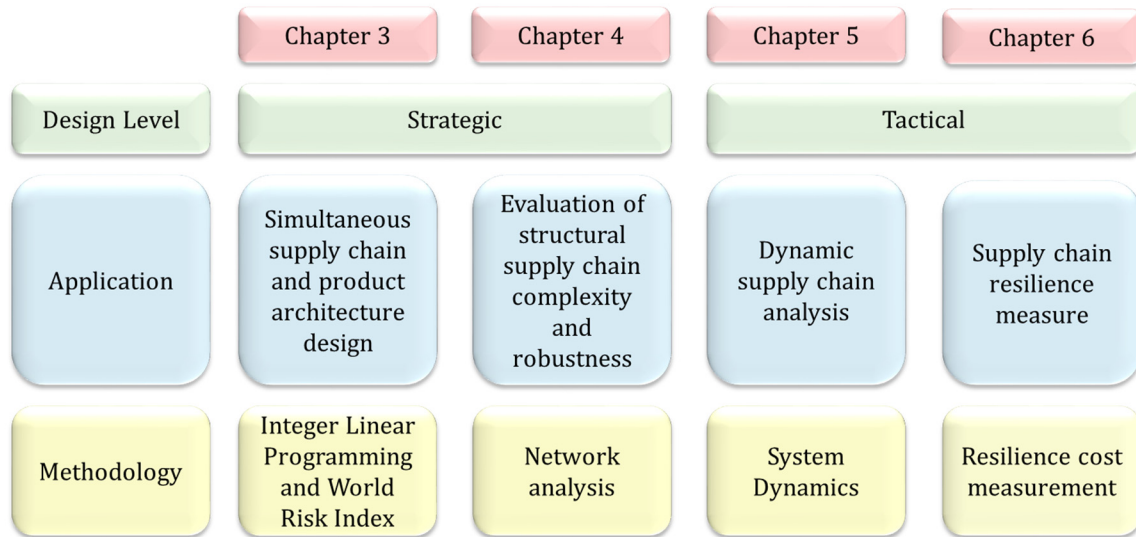 Chapter 3
Chapter 4
Chapter 5
Chapter 6
Design Level
Strategic
Tactical
Application
Simultaneous
supply chain
and product
architecture
design
Evaluation of
structural
supply chain
complexity
and
robustness
Dynamic
supply chain
analysis
Supply chain
resilience
measure
Methodology
Integer Linear
Programming
and World
Risk Index
Network
analysis
System
Dynamics
Resilience cost
measurement